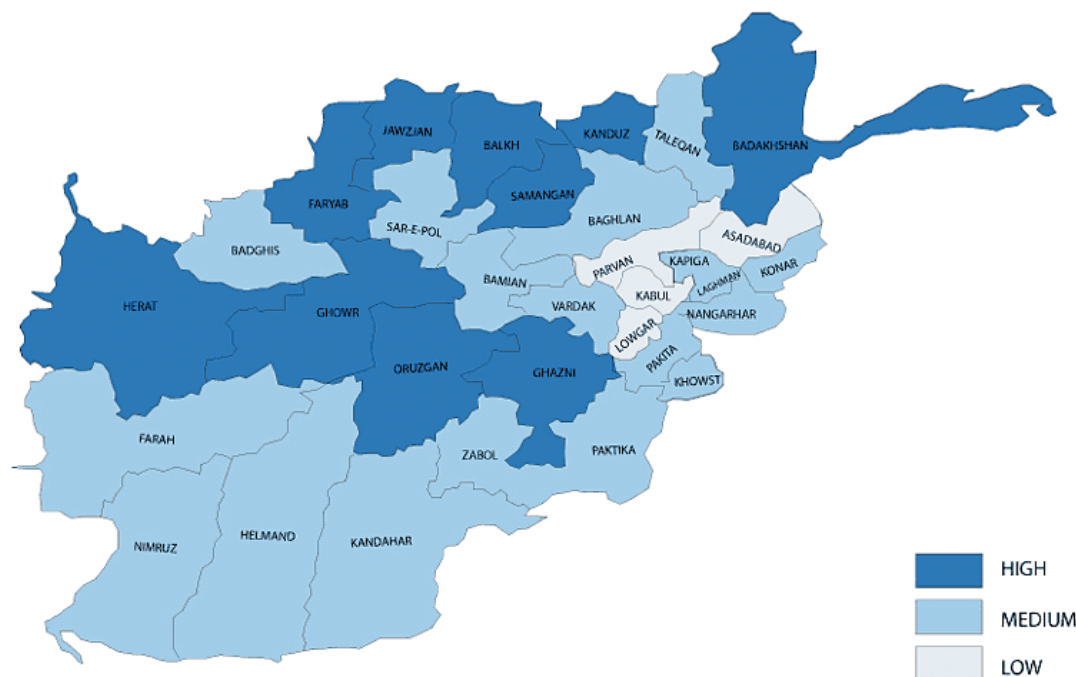 JAWZJAN
BALKH
KANDUZ
TALEQAN
BADAKHSHAN
SAMANGAN
FARYAB
SAR-E-POL
BAGHLAN
BADGHIS
ASADABAD
PARVAN
KAPIGA
KONAR
BAMIAN
LAGHMAN
HERAT
GHOWR
VARDAK
KABUL
NANGARHAR
LOWGAR
PAKITA
ORUZGAN
GHAZNI
KHOWST
FARAH
ZABOL
PAKTIKA
NIMRUZ
HELMAND
KANDAHAR
HIGH
MEDIUM
LOW